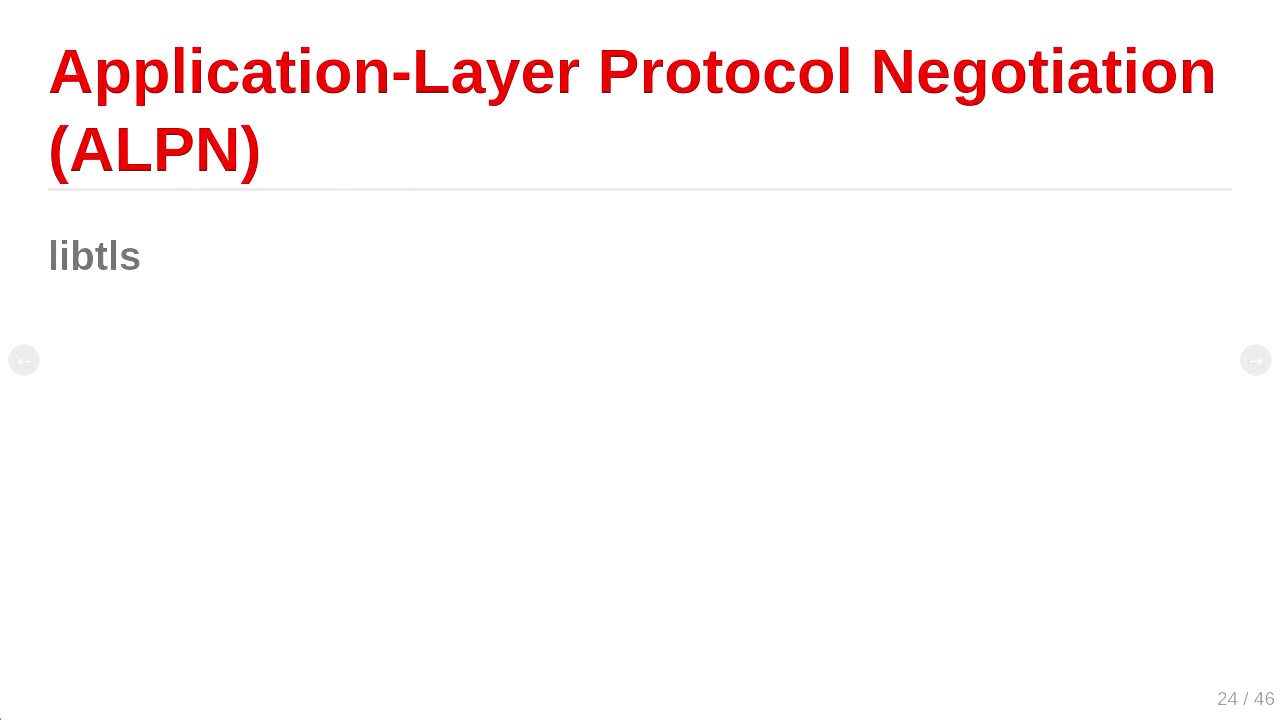 Application-Layer Protocol Negotiation
(ALPN)
libtls
←
→
24 / 46